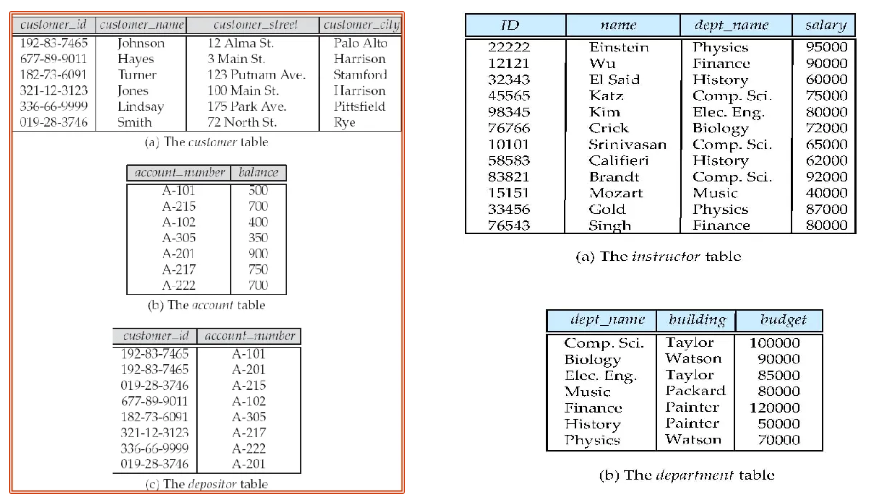 customer_id customer_name customer_street customer_city
192-83-7465 Johnson 12 Alma St. Palo Alto
677-89-9011 Hayes 3 Main St. Harrison
182-73-6091 Turner 123 Putnam Ave. Stamford
321-12-3123 Jones 100 Main St. Harrison
336-66-9999 Lindsay 175 Park Ave. Pittsfield
019-28-3746 Smith 72 North St. Rye
(a) The customer table
account_number balance
A-101 500
A-215 700
A-102 400
A-305 350
A-201 900
A-217 750
A-222 700
(b) The account table
customer_id account_number
192-83-7465 A-101
192-83-7465 A-201
019-28-3746 A-215
677-89-9011 A-102
182-73-6091 A-305
321-12-3123 A-217
336-66-9999 A-222
019-28-3746 A-201
(c) The depositor table
ID name dept_name salary
22222 Einstein Physics 95000
12121 Wu Finance 90000
32343 El Said History 60000
45565 Katz Comp. Sci. 75000
98345 Kim Elec. Eng. 80000
76766 Crick Biology 72000
10101 Srinivasan Comp. Sci. 65000
58583 Califieri History 62000
83821 Brandt Comp. Sci. 92000
15151 Mozart Music 40000
33456 Gold Physics 87000
76543 Singh Finance 80000
(a) The instructor table
dept_name building budget
Comp. Sci. Taylor 100000
Biology Watson 90000
Elec. Eng. Taylor 85000
Music Packard 80000
Finance Painter 120000
History Painter 50000
Physics Watson 70000
(b) The department table